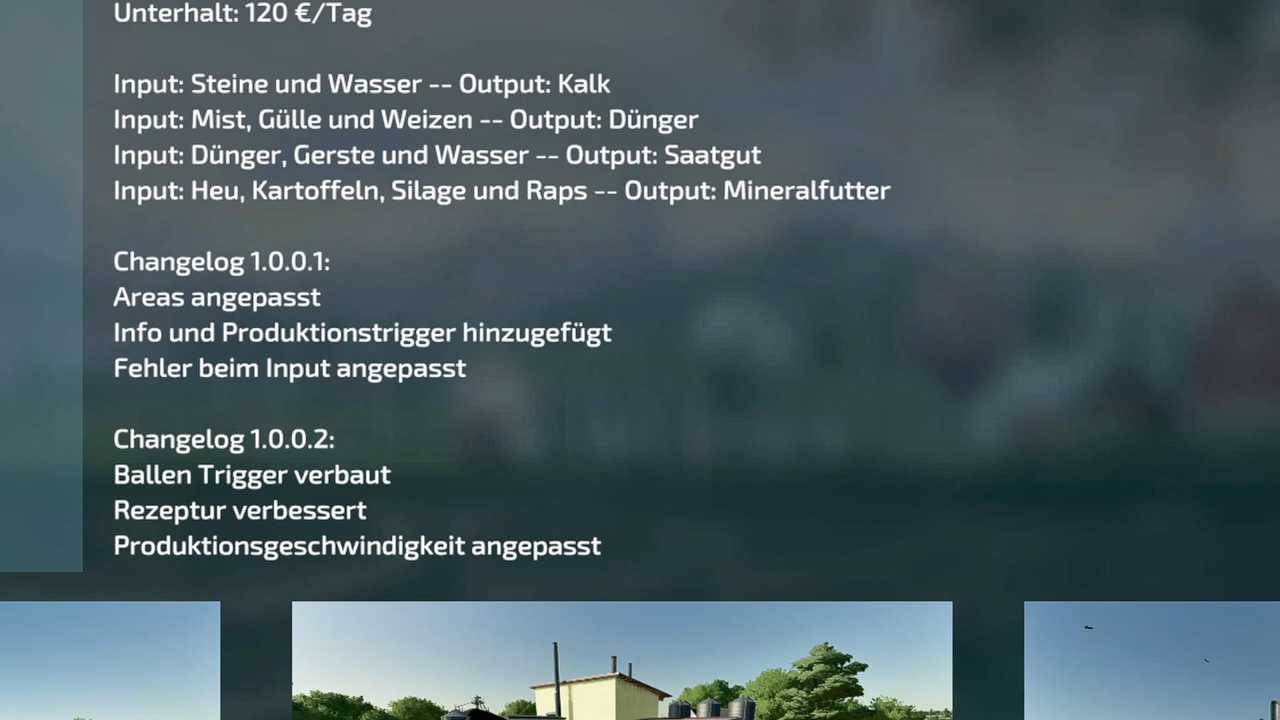 Unterhalt: 120 €/Tag
Input: Steine und Wasser -- Output: Kalk
Input: Mist, Gülle und Weizen -- Output: Dünger
Input: Dünger, Gerste und Wasser -- Output: Saatgut
Input: Heu, Kartoffeln, Silage und Raps -- Output: Mineralfutter
Changelog 1.0.0.1:
Areas angepasst
Info und Produktionstrigger hinzugefügt
Fehler beim Input angepasst
Changelog 1.0.0.2:
Ballen Trigger verbaut
Rezeptur verbessert
Produktionsgeschwindigkeit angepasst